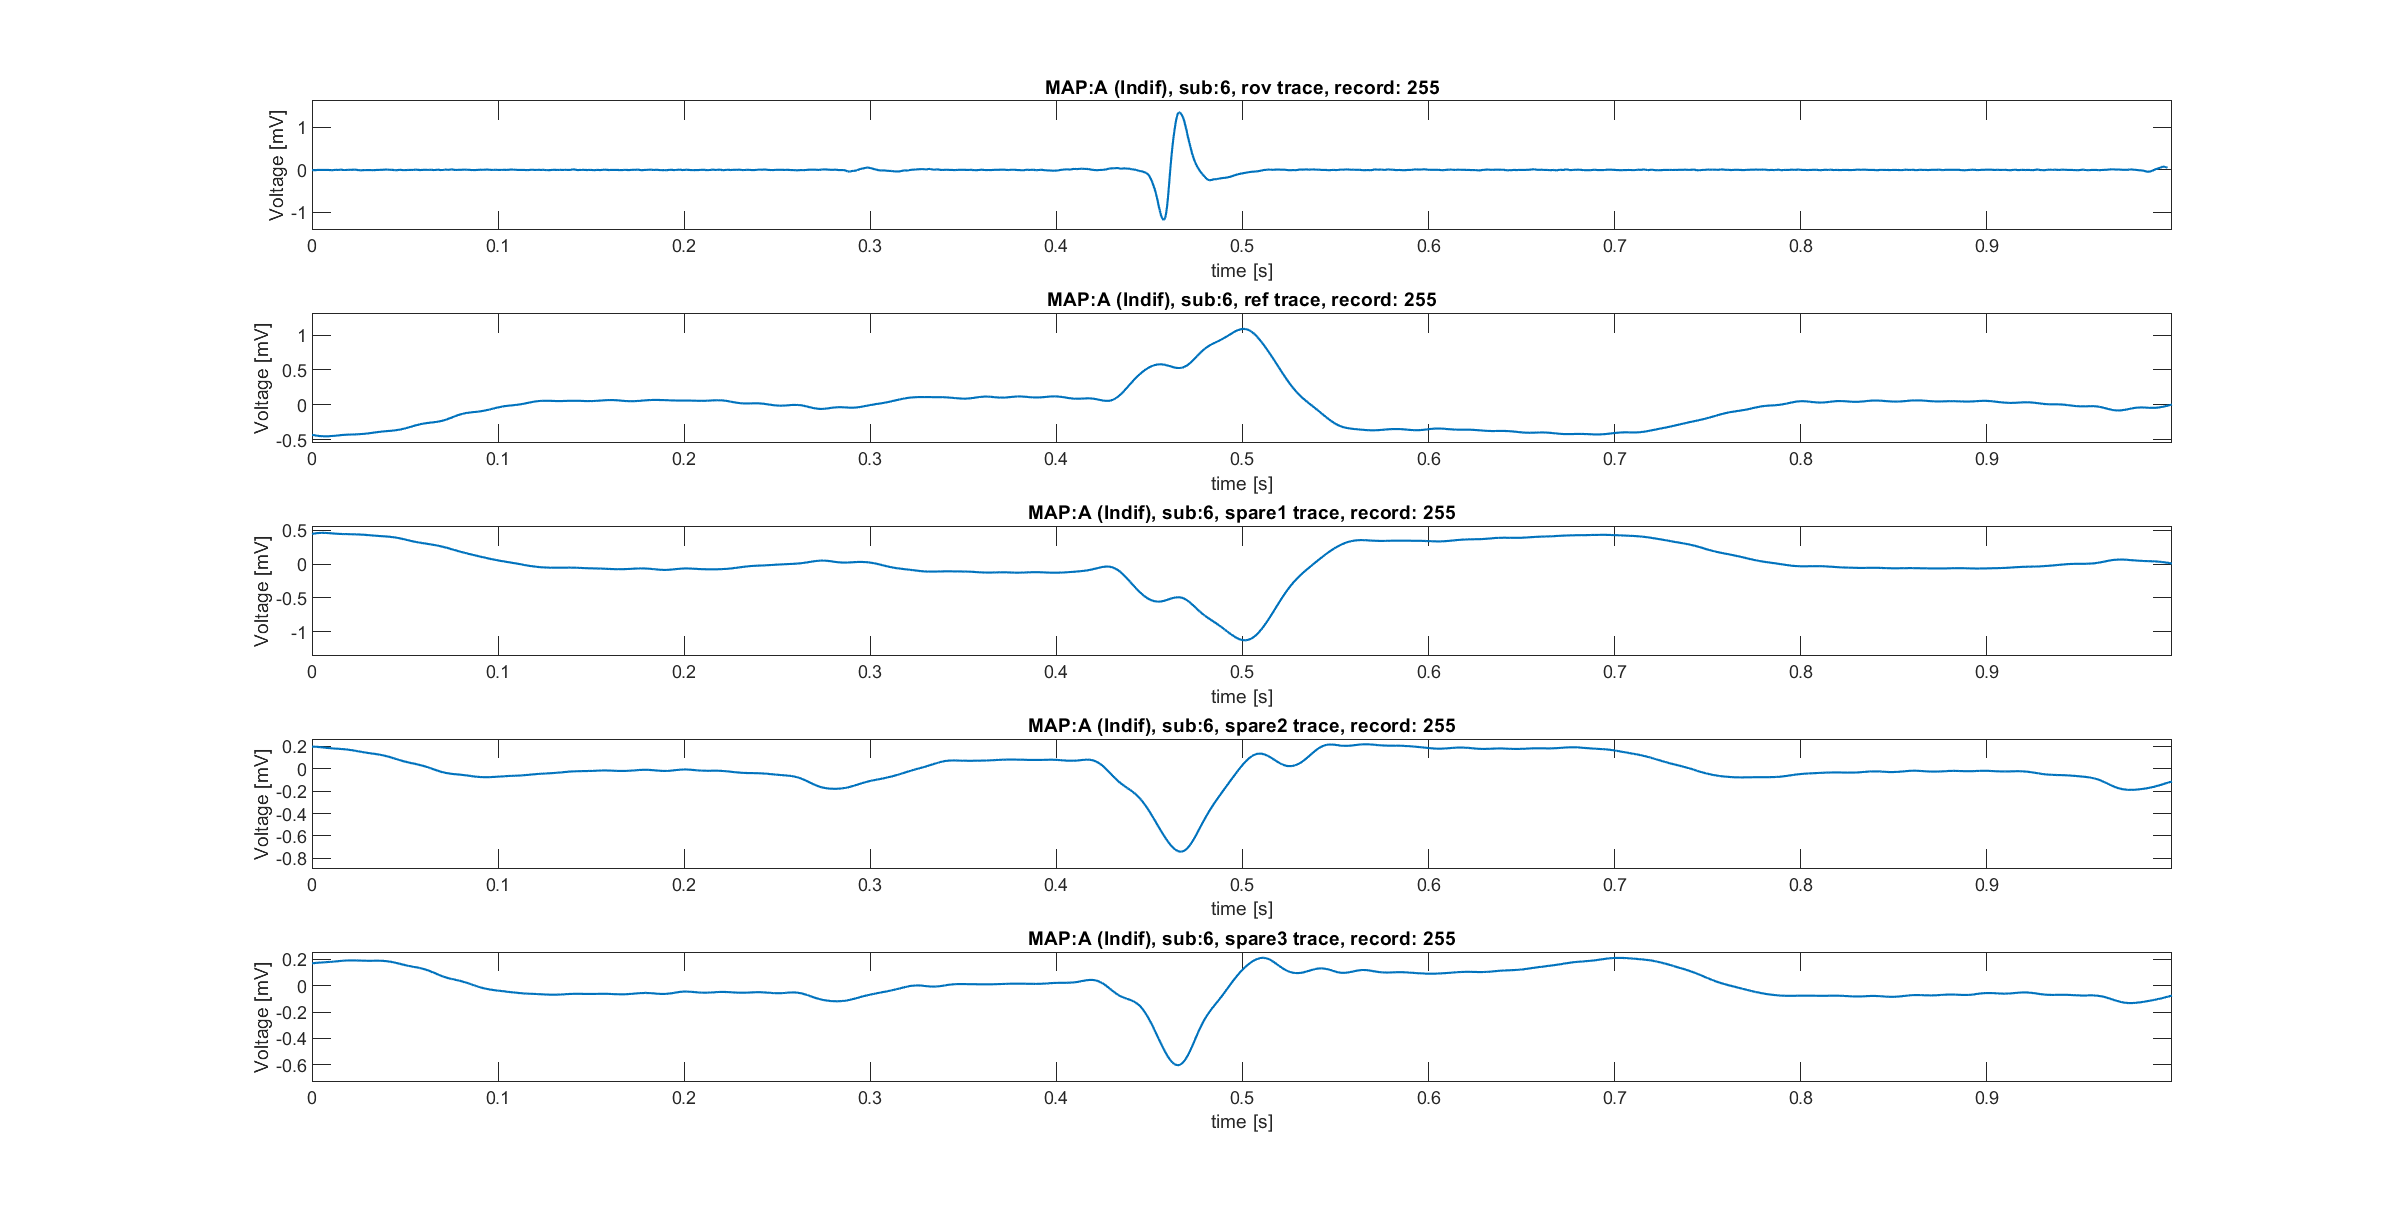 MAP:A (Indif), sub:6, rov trace, record: 255
Voltage [mV]
1
0
-1
0 0.1 0.2 0.3 0.4 0.5 0.6 0.7 0.8 0.9
time [s]
MAP:A (Indif), sub:6, ref trace, record: 255
Voltage [mV]
1
0.5
0
-0.5
0 0.1 0.2 0.3 0.4 0.5 0.6 0.7 0.8 0.9
time [s]
MAP:A (Indif), sub:6, spare1 trace, record: 255
Voltage [mV]
0.5
0
-0.5
-1
0 0.1 0.2 0.3 0.4 0.5 0.6 0.7 0.8 0.9
time [s]
MAP:A (Indif), sub:6, spare2 trace, record: 255
Voltage [mV]
0.2
0
-0.2
-0.4
-0.6
-0.8
0 0.1 0.2 0.3 0.4 0.5 0.6 0.7 0.8 0.9
time [s]
MAP:A (Indif), sub:6, spare3 trace, record: 255
Voltage [mV]
0.2
0
-0.2
-0.4
-0.6
0 0.1 0.2 0.3 0.4 0.5 0.6 0.7 0.8 0.9
time [s]